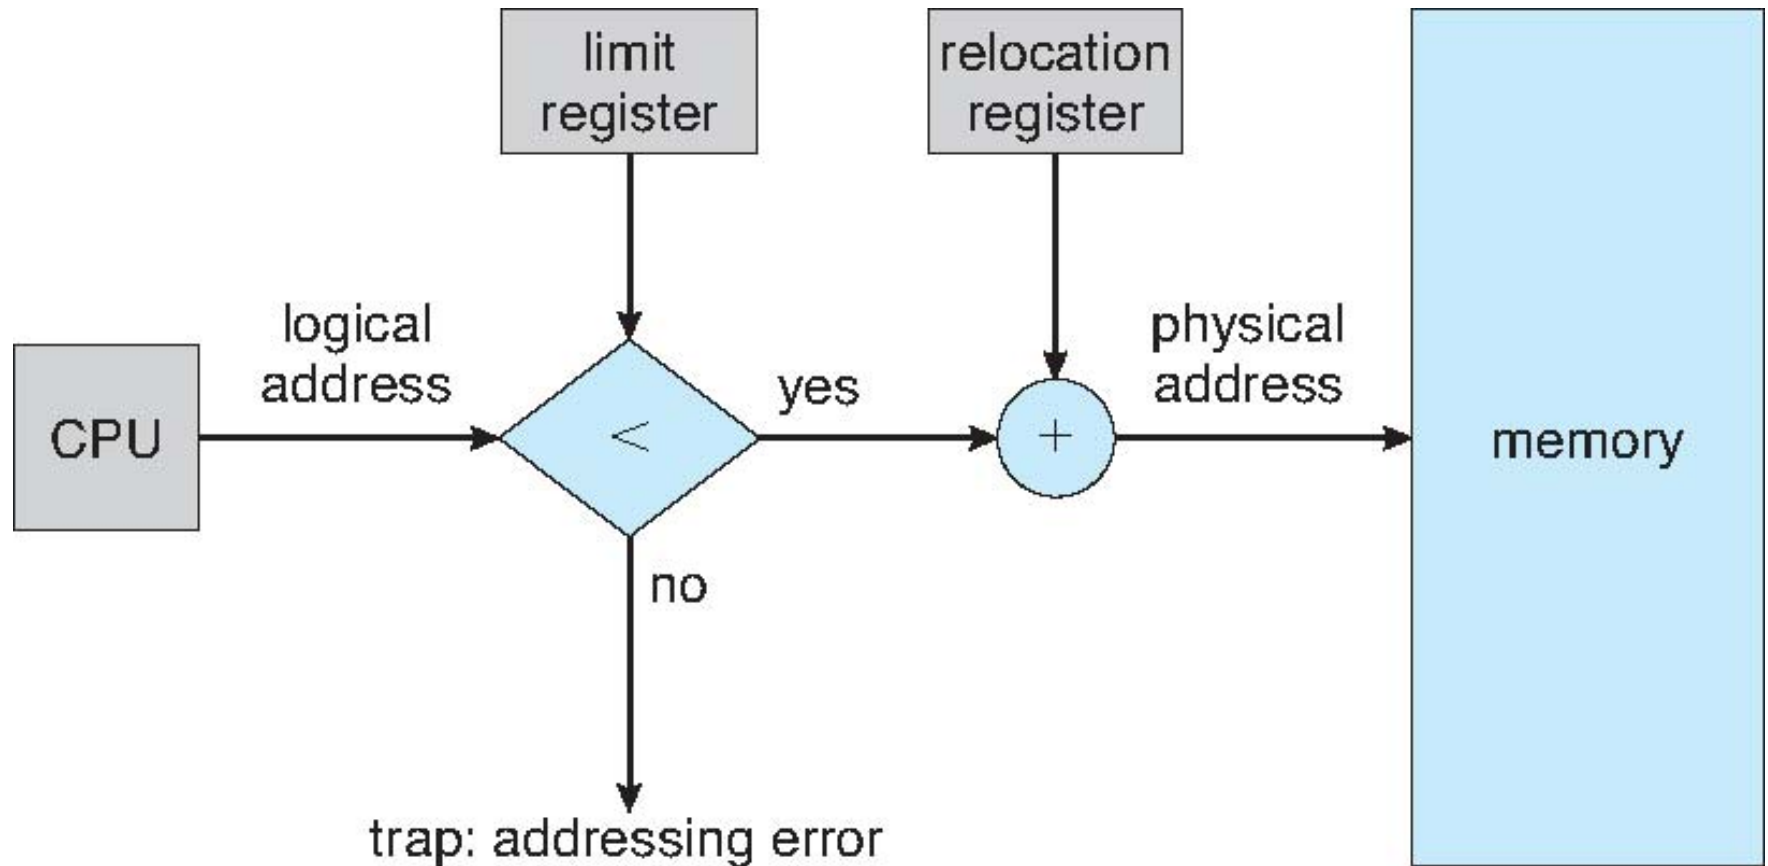 limit
register
relocation
register
logical
address
physical
address
CPU
<
yes
+
memory
no
trap: addressing error